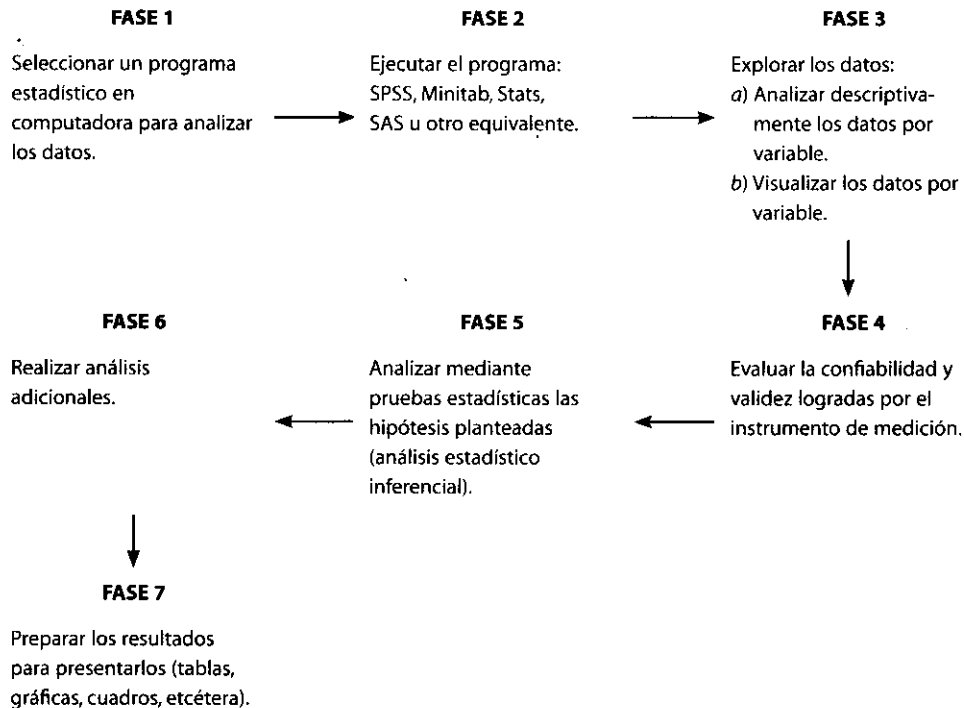 FASE 1
Seleccionar un programa
estadístico en
computadora para analizar
los datos.
FASE 2
Ejecutar el programa:
SPSS, Minitab, Stats,
SAS u otro equivalente.
FASE 3
Explorar los datos:
a) Analizar descriptiva-
mente los datos por
variable.
b) Visualizar los datos por
variable.
FASE 4
Evaluar la confiabilidad y
validez logradas por el
instrumento de medición.
FASE 5
Analizar mediante
pruebas estadísticas las
hipótesis planteadas
(análisis estadístico
inferencial).
FASE 6
Realizar análisis
adicionales.
FASE 7
Preparar los resultados
para presentarlos (tablas,
gráficas, cuadros, etcétera).